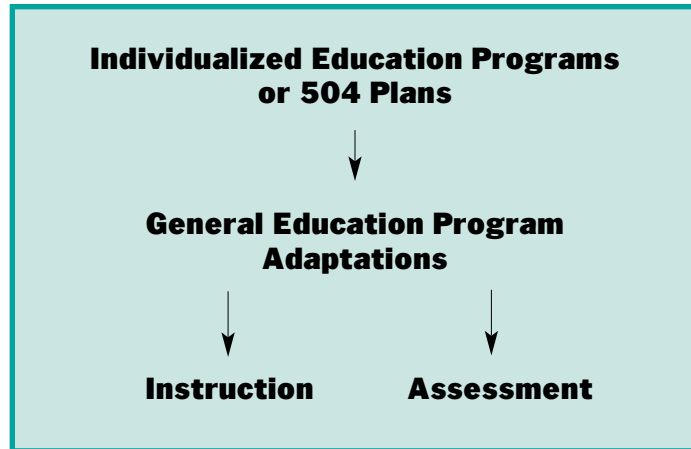 Individualized Education Programs
or 504 Plans
General Education Program
Adaptations
Instruction
Assessment